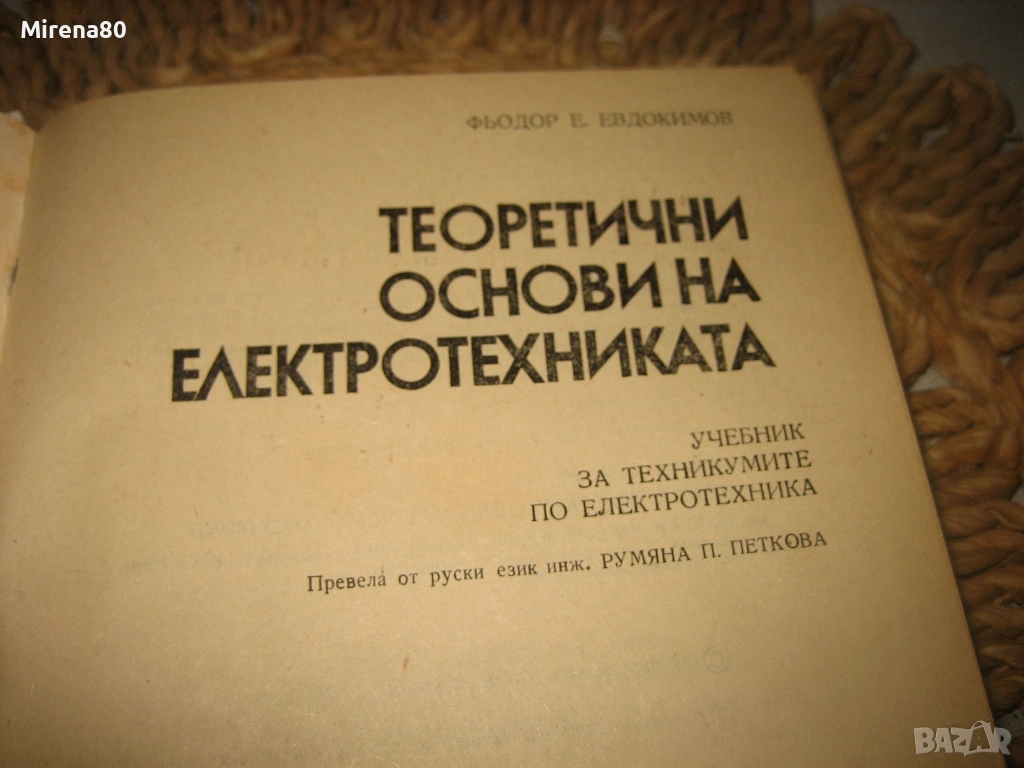 Mirena80
ФЬОДОР Е. ЕВДОКИМОВ
ТЕОРЕТИЧНИ
ОСНОВИ НА
ЕЛЕКТРОТЕХНИКАТА
УЧЕБНИК
ЗА ТЕХНИКУМИТЕ
ПО ЕЛЕКТРОТЕХНИКА
Превела от руски език инж. РУМЯНА П. ПЕТКОВА
BAZAR